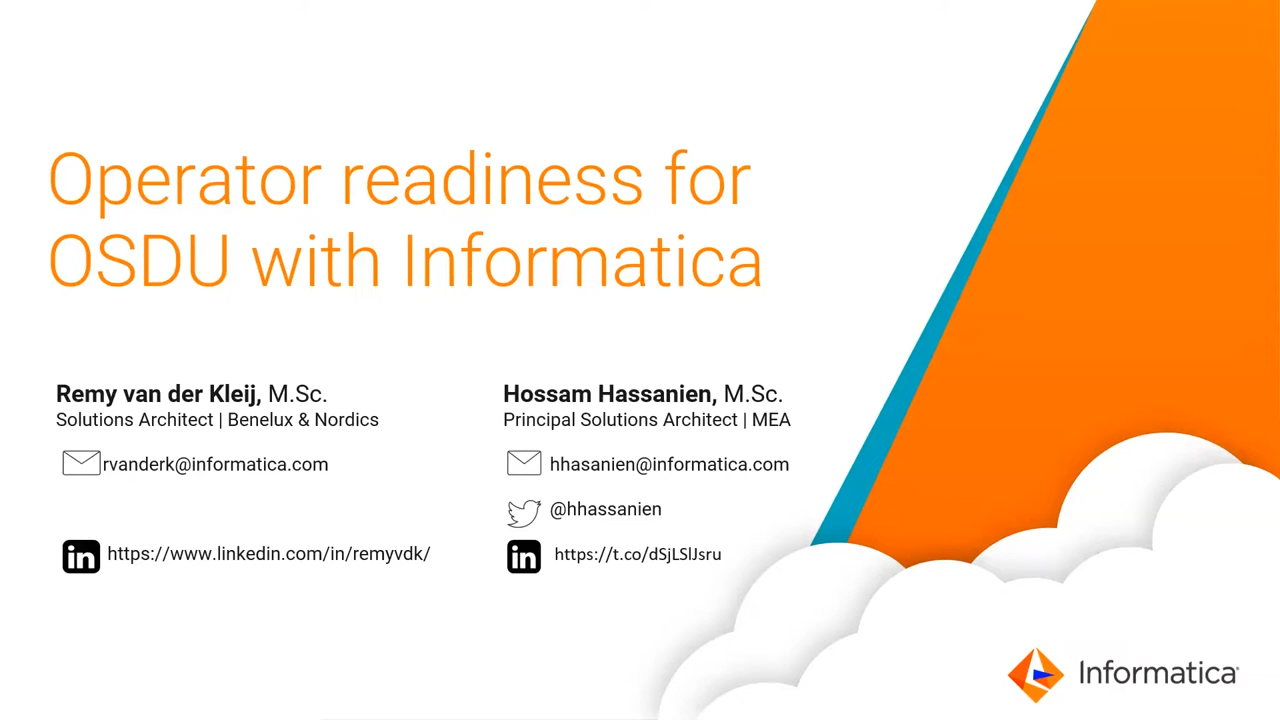 Operator readiness for
OSDU with Informatica
Remy van der Kleij, M.Sc.
Solutions Architect | Benelux & Nordics
rvanderk@informatica.com
in https://www.linkedin.com/in/remyvdk/
Hossam Hassanien, M.Sc.
Principal Solutions Architect | MEA
hhasanien@informatica.com
@hhassanien
in https://t.co/dSjLSlJsru
Informatica